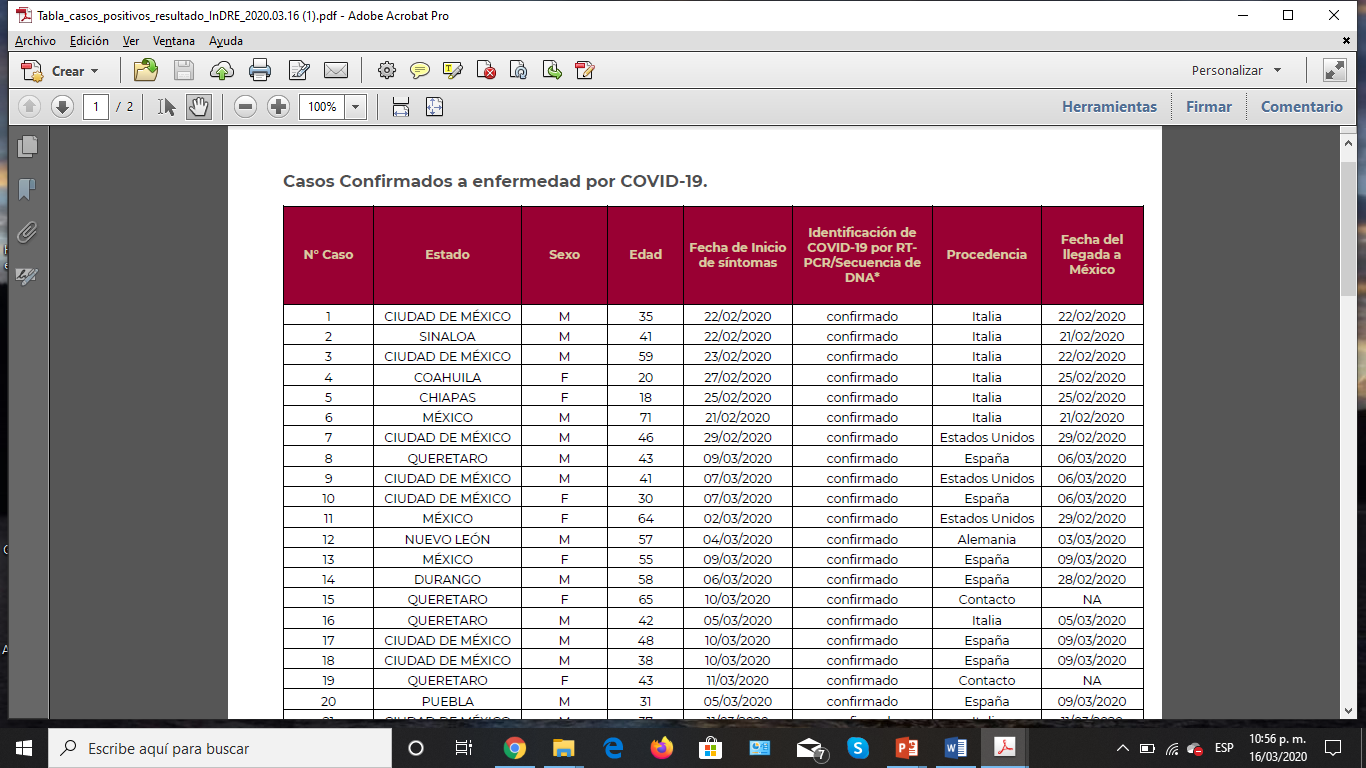 Tabla_casos_positivos_resultado_InDRE_2020.03.16 (1).pdf - Adobe Acrobat Pro
Archivo Edición Ver Ventana Ayuda
Crear Personalizar
1 / 2 100% Herramientas Firmar Comentario
Casos Confirmados a enfermedad por COVID-19.
N° Caso Estado Sexo Edad Fecha de Inicio de síntomas Identificación de COVID-19 por RT-PCR/Secuencia de DNA* Procedencia Fecha del llegada a México
1 CIUDAD DE MÉXICO M 35 22/02/2020 confirmado Italia 22/02/2020
2 SINALOA M 41 22/02/2020 confirmado Italia 21/02/2020
3 CIUDAD DE MÉXICO M 59 23/02/2020 confirmado Italia 22/02/2020
4 COAHUILA F 20 27/02/2020 confirmado Italia 25/02/2020
5 CHIAPAS F 18 25/02/2020 confirmado Italia 25/02/2020
6 MÉXICO M 71 21/02/2020 confirmado Italia 21/02/2020
7 CIUDAD DE MÉXICO M 46 29/02/2020 confirmado Estados Unidos 29/02/2020
8 QUERETARO M 43 09/03/2020 confirmado España 06/03/2020
9 CIUDAD DE MÉXICO M 41 07/03/2020 confirmado Estados Unidos 06/03/2020
10 CIUDAD DE MÉXICO F 30 07/03/2020 confirmado España 06/03/2020
11 MÉXICO F 64 02/03/2020 confirmado Estados Unidos 29/02/2020
12 NUEVO LEÓN M 57 04/03/2020 confirmado Alemania 03/03/2020
13 MÉXICO F 55 09/03/2020 confirmado España 09/03/2020
14 DURANGO M 58 06/03/2020 confirmado España 28/02/2020
15 QUERETARO F 65 10/03/2020 confirmado Contacto NA
16 QUERETARO M 42 05/03/2020 confirmado Italia 05/03/2020
17 CIUDAD DE MÉXICO M 48 10/03/2020 confirmado España 09/03/2020
18 CIUDAD DE MÉXICO M 38 10/03/2020 confirmado España 09/03/2020
19 QUERETARO F 43 11/03/2020 confirmado Contacto NA
20 PUEBLA M 31 05/03/2020 confirmado España 09/03/2020
Escribe aquí para buscar 7 ESP 10:56 p. m.
16/03/2020